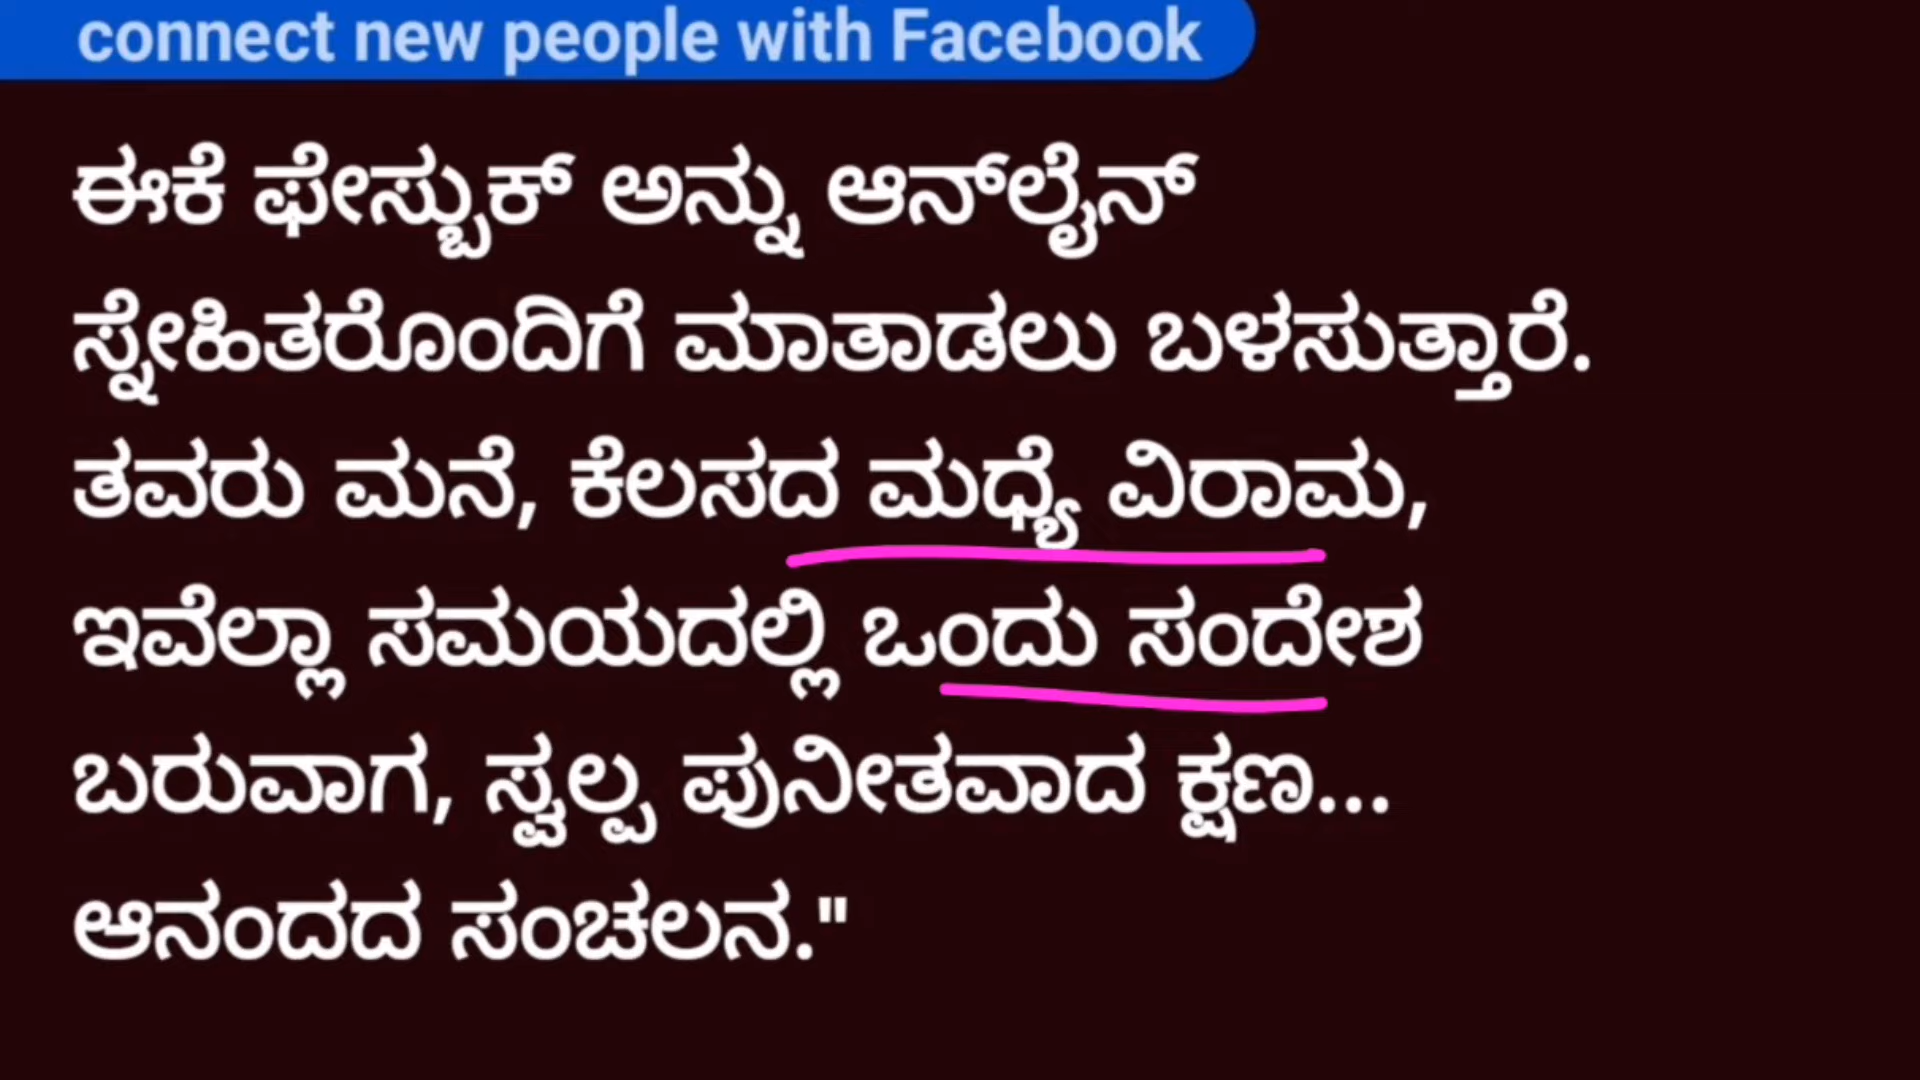 connect new people with Facebook
ಈಕೆ ಫೇಸ್ಬುಕ್ ಅನ್ನು ಆನ್‌ಲೈನ್
ಸ್ನೇಹಿತರೊಂದಿಗೆ ಮಾತಾಡಲು ಬಳಸುತ್ತಾರೆ.
ತವರು ಮನೆ, ಕೆಲಸದ ಮಧ್ಯೆ ವಿರಾಮ,
ಇವೆಲ್ಲಾ ಸಮಯದಲ್ಲಿ ಒಂದು ಸಂದೇಶ
ಬರುವಾಗ, ಸ್ವಲ್ಪ ಪುನೀತವಾದ ಕ್ಷಣ...
ಆನಂದದ ಸಂಚಲನ."